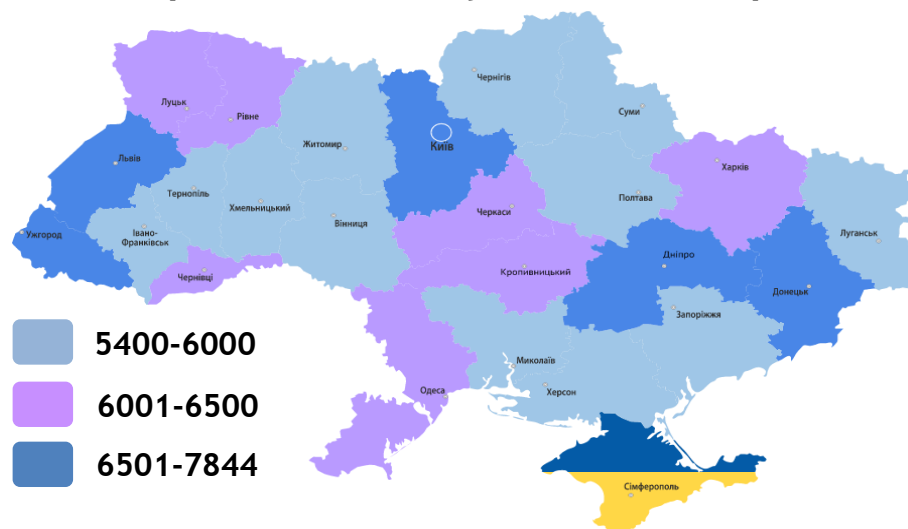 Чернігів
Луцьк
Рівне
Суми
Житомир
Київ
Львів
Харків
Тернопіль
Полтава
Хмельницький
Черкаси
Вінниця
Ужгород
Івано-
Франківськ
Луганськ
Дніпро
Чернівці
Кропивницький
Донецьк
Запоріжжя
5400-6000
Миколаїв
Одеса
Херсон
6001-6500
6501-7844
Сімферополь